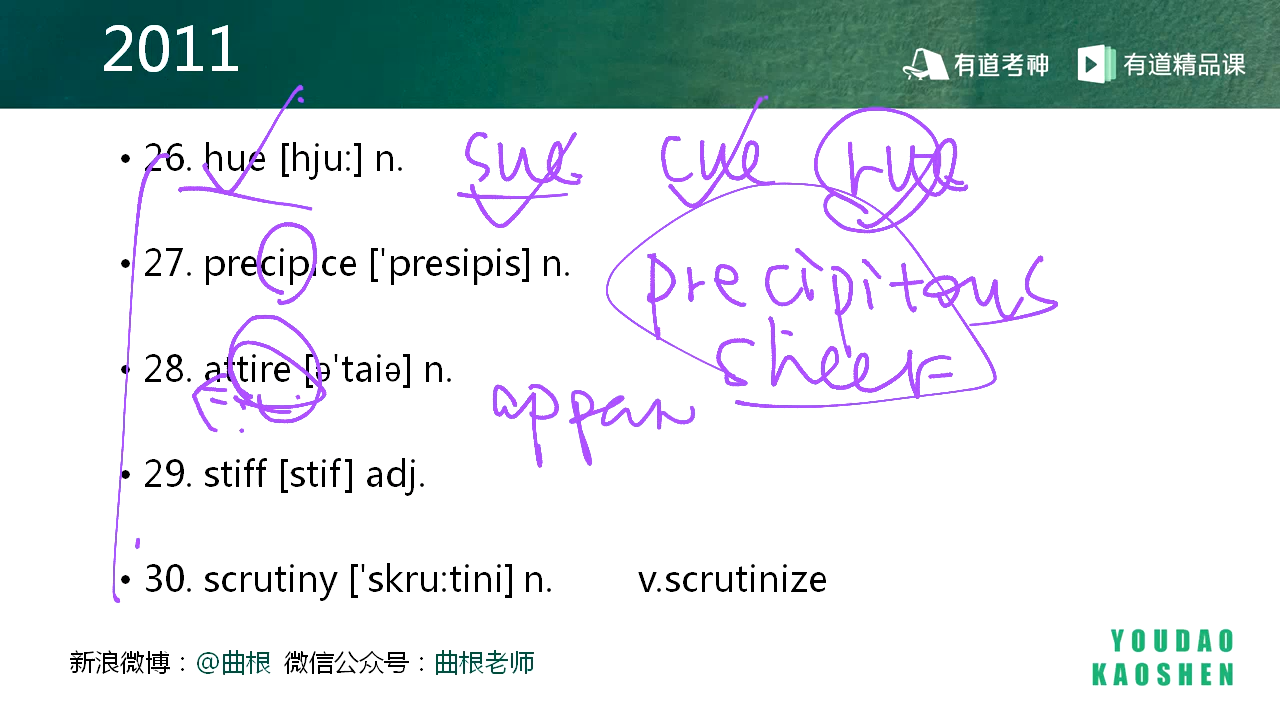 2011
有道考神 有道精品课
• 26. hue [hju:] n. sue cue rue
• 27. precipice ['presipis] n. precipitous
sheer
• 28. attire [ə'taiə] n. appar
• 29. stiff [stif] adj.
• 30. scrutiny ['skru:tini] n. v.scrutinize
新浪微博：@曲根 微信公众号：曲根老师
YOUDAO
KAOSHEN